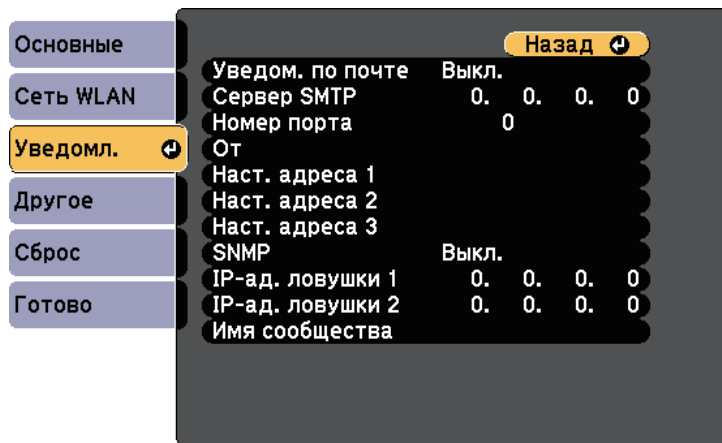 Основные
Сеть WLAN
Уведомл.
Другое
Сброс
Готово
Назад
Уведом. по почте Выкл.
Сервер SMTP 0. 0. 0. 0
Номер порта 0
От
Наст. адреса 1
Наст. адреса 2
Наст. адреса 3
SNMP Выкл.
IP-ад. ловушки 1 0. 0. 0. 0
IP-ад. ловушки 2 0. 0. 0. 0
Имя сообщества